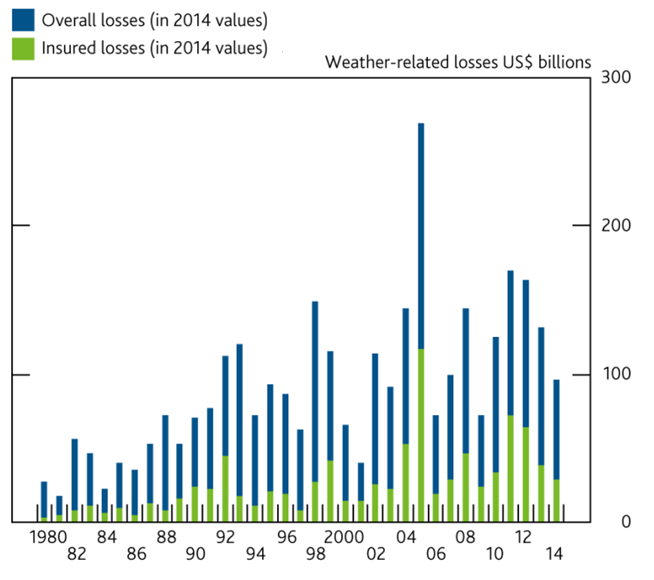 Overall losses (in 2014 values)
Insured losses (in 2014 values)
Weather-related losses US$ billions
300
200
100
0
1980 84 88 92 96 2000 04 08 12
82 86 90 94 98 02 06 10 14